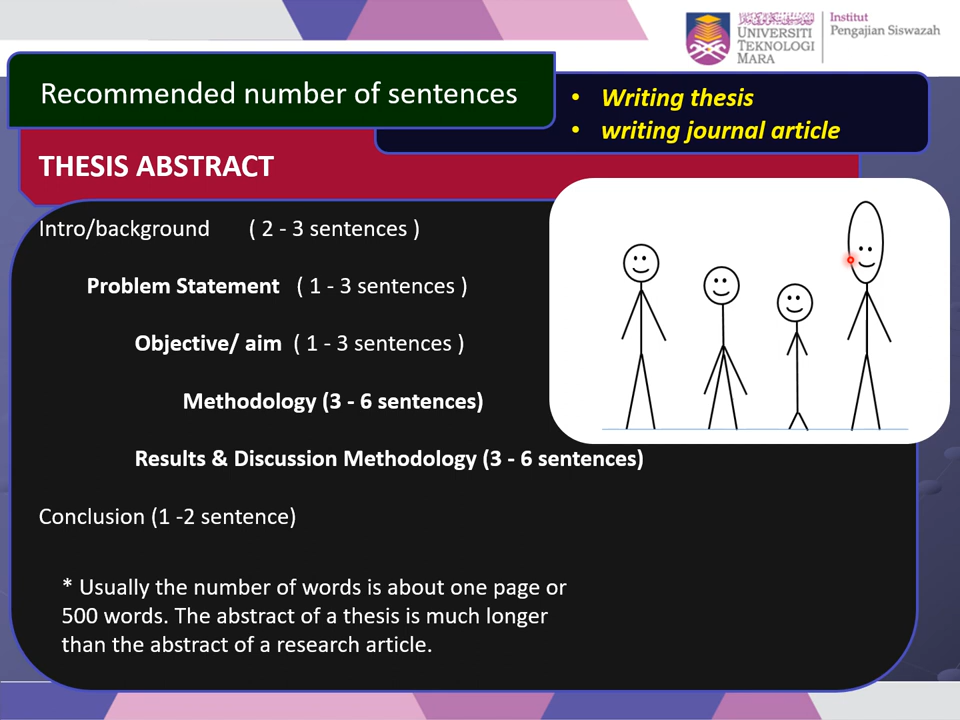 UNIVERSITI
TEKNOLOGI
MARA
Institut
Pengajian Siswazah
Recommended number of sentences
• Writing thesis
• writing journal article
THESIS ABSTRACT
Intro/background ( 2 - 3 sentences )
Problem Statement ( 1 - 3 sentences )
Objective/ aim ( 1 - 3 sentences )
Methodology (3 - 6 sentences)
Results & Discussion Methodology (3 - 6 sentences)
Conclusion (1 -2 sentence)
* Usually the number of words is about one page or
500 words. The abstract of a thesis is much longer
than the abstract of a research article.